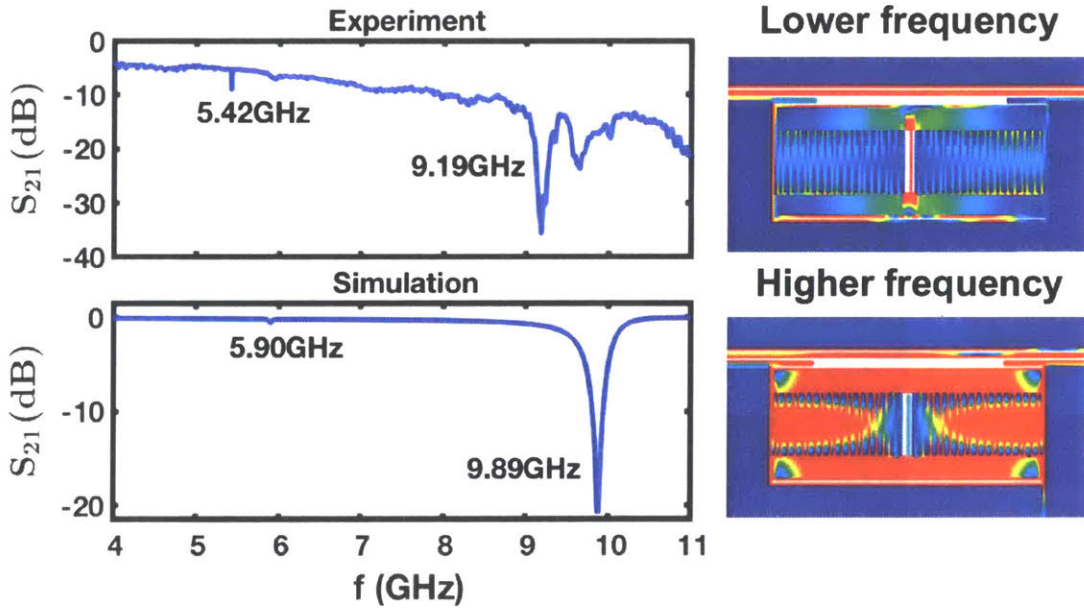 Experiment
0
-10
-20
-30
-40
S21 (dB)
5.42GHz
9.19GHz
Simulation
0
-10
-20
S21 (dB)
5.90GHz
9.89GHz
4 5 6 7 8 9 10 11
f (GHz)
Lower frequency
Higher frequency